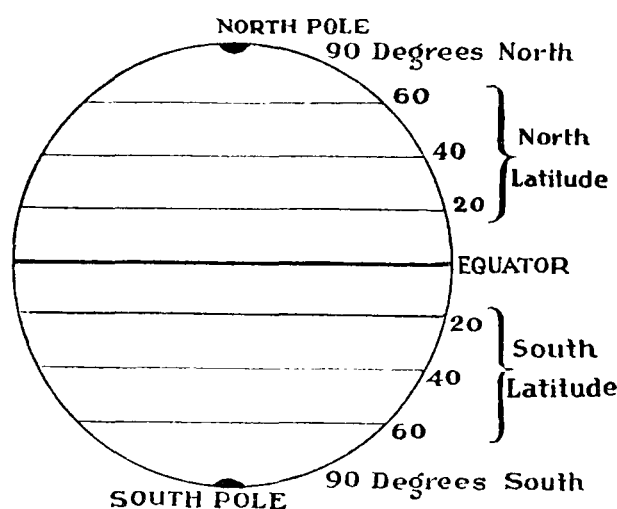 NORTH POLE
90 Degrees North
60
40
20
North
Latitude
EQUATOR
20
40
60
South
Latitude
90 Degrees South
SOUTH POLE